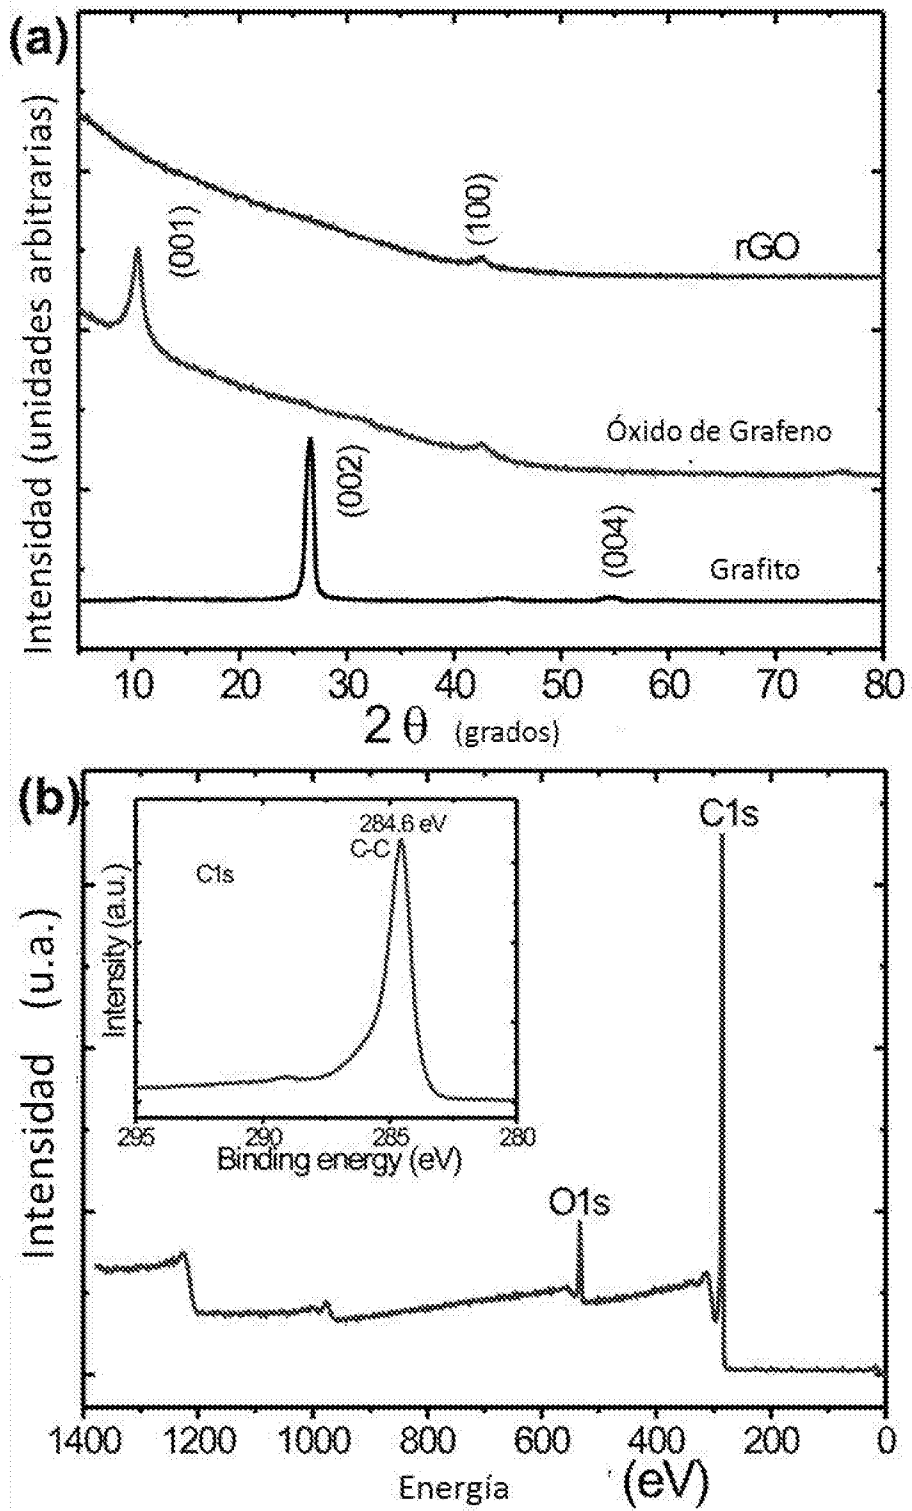 (a)
Intensidad (unidades arbitrarias)
(001)
(100)
rGO
Óxido de Grafeno
(002)
(004)
Grafito
10 20 30 40 50 60 70 80
2 θ (grados)
(b)
Intensidad (u.a.)
C1s
284.6 eV
C-C
C1s
Intensity (a.u.)
295 290 285 280
Binding energy (eV)
O1s
1400 1200 1000 800 600 400 200 0
Energía (eV)